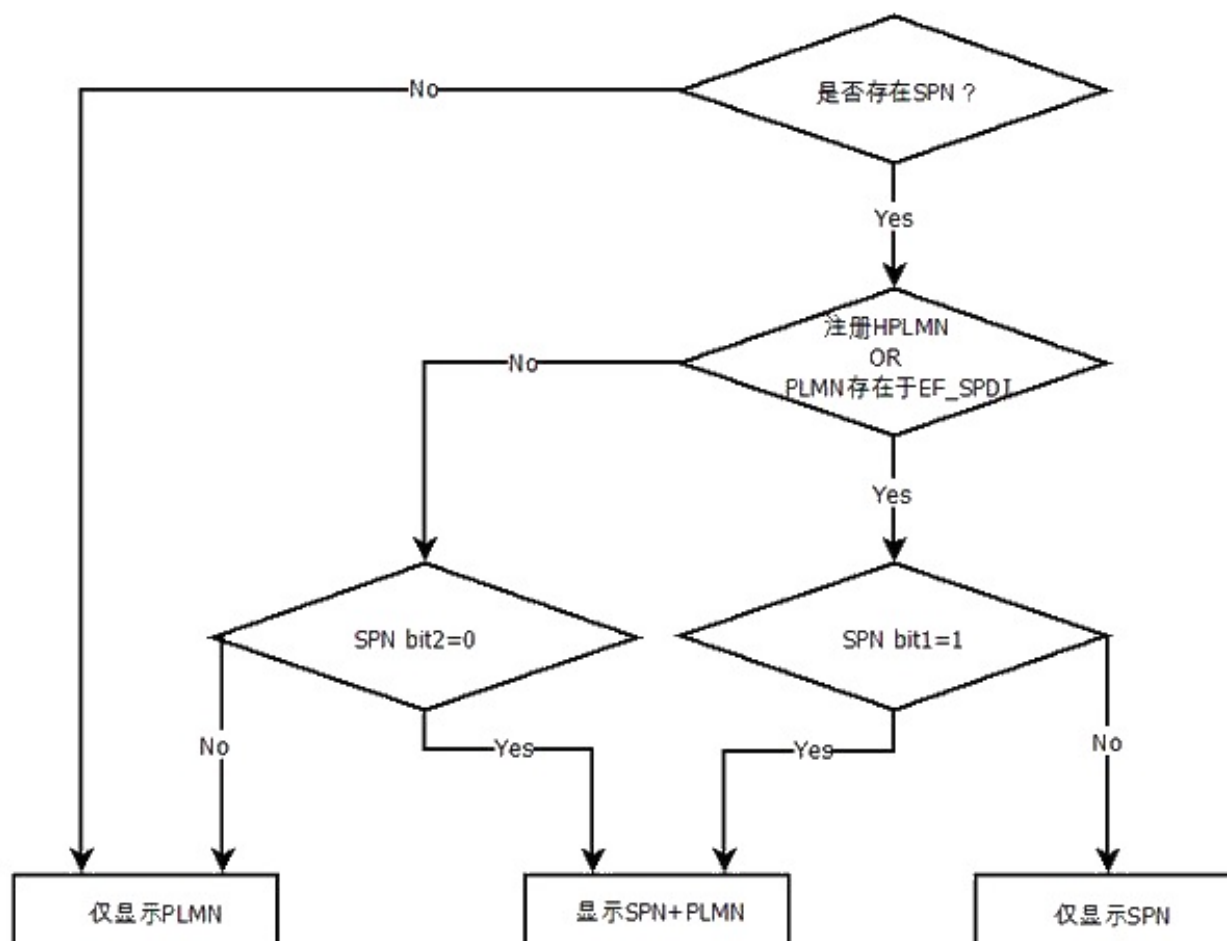 是否存在SPN？
No
Yes
注册HPLMN
OR
PLMN存在于EF_SPDI
No
Yes
SPN bit2=0
SPN bit1=1
No
Yes
Yes
No
仅显示PLMN
显示SPN+PLMN
仅显示SPN